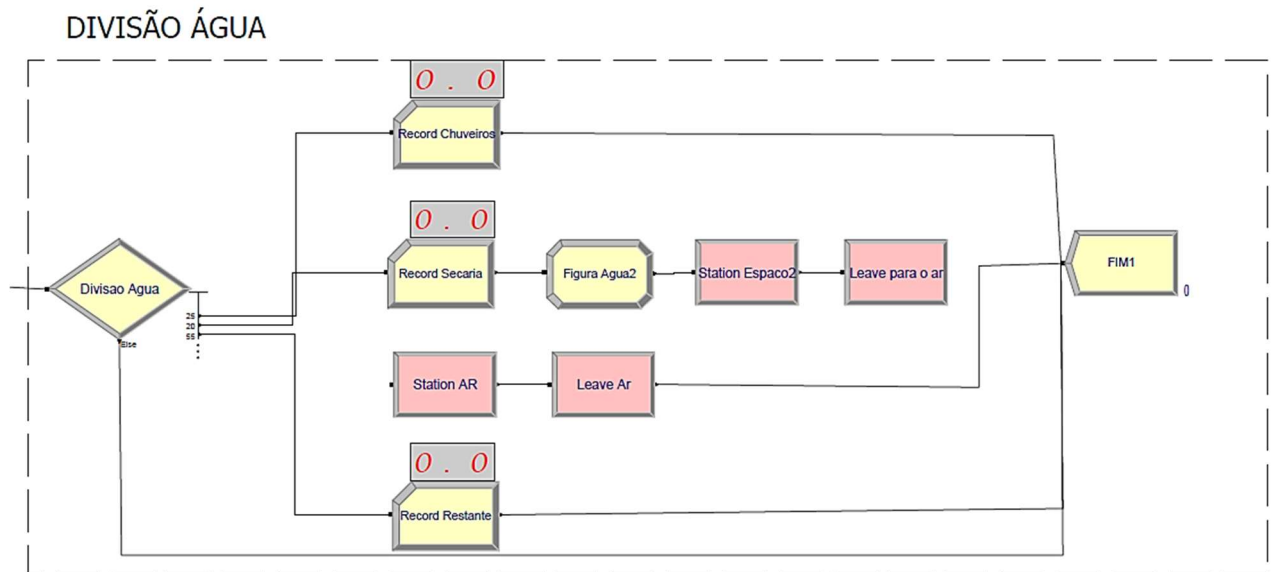 DIVISÃO ÁGUA
0 . 0
Record Chuveiros
0 . 0
Record Secaria
Figura Agua2
Station Espaco2
Leave para o ar
FIM1
0
Divisao Agua
25
20
55
Else
Station AR
Leave Ar
0 . 0
Record Restante